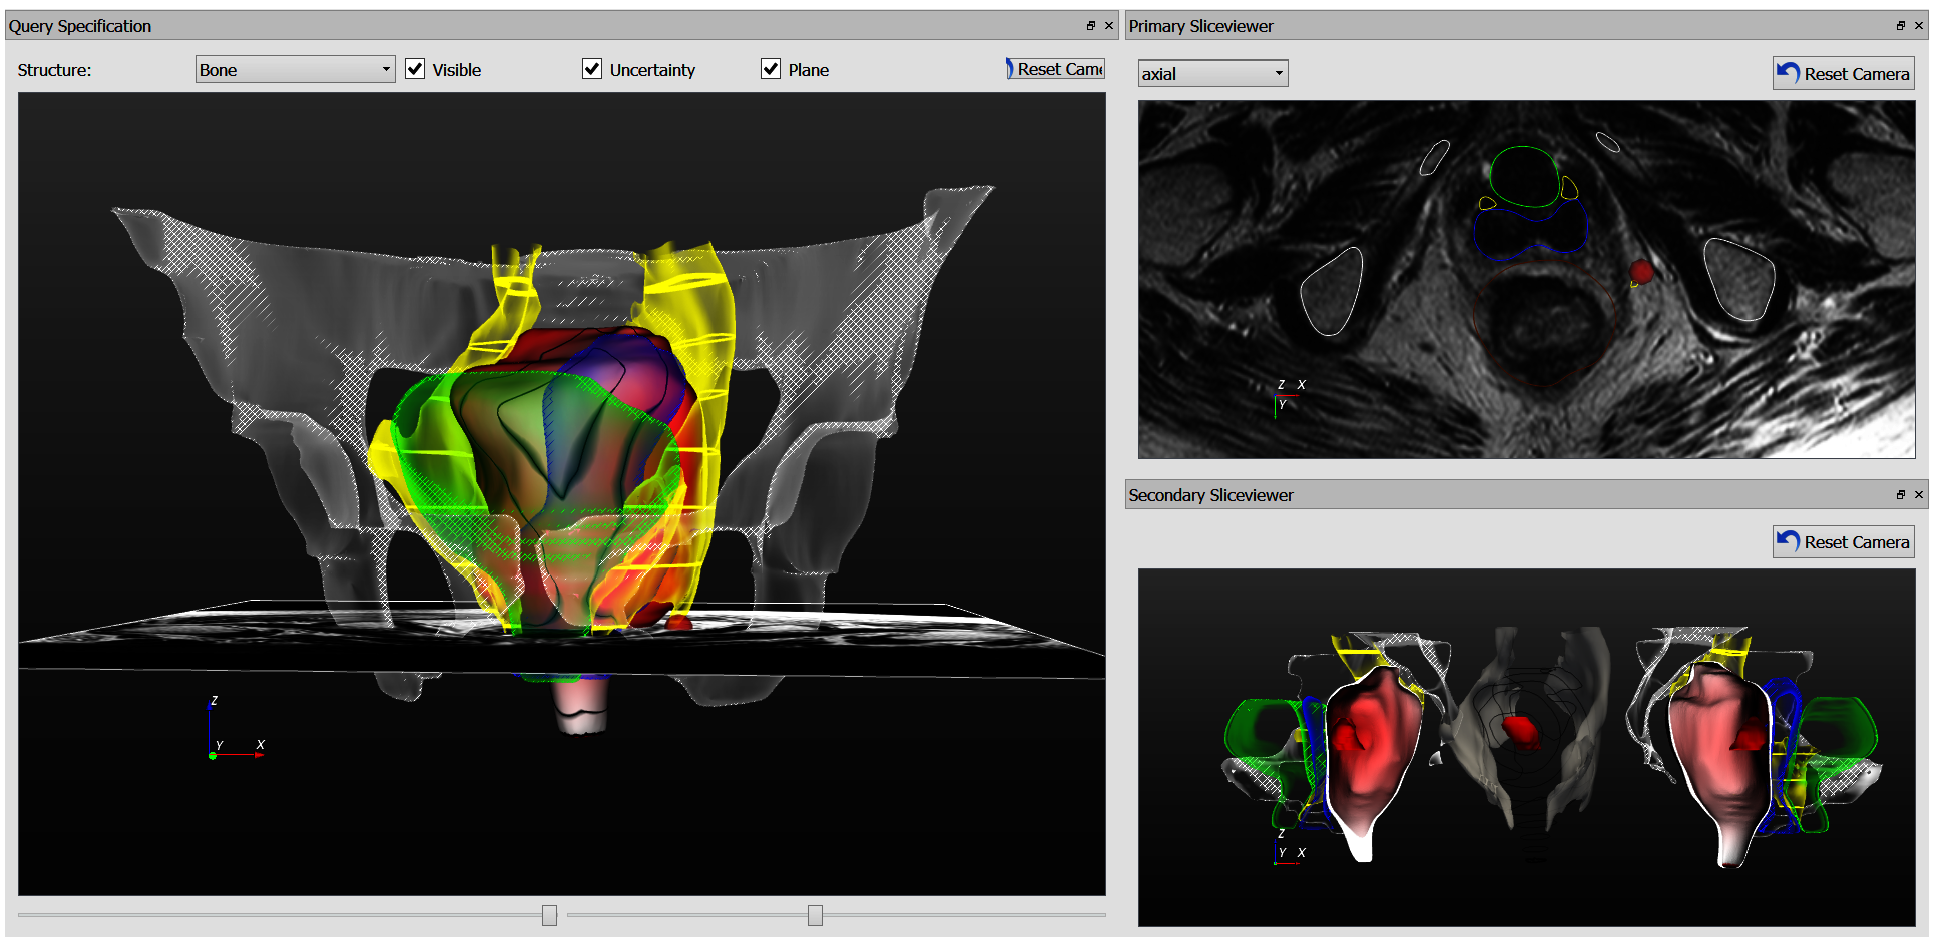 Query Specification
Structure:
Bone
Visible
Uncertainty
Plane
Reset Came
Z
Y
X
Primary Sliceviewer
axial
Reset Camera
Z
X
Y
Secondary Sliceviewer
Reset Camera
Z
Y
X